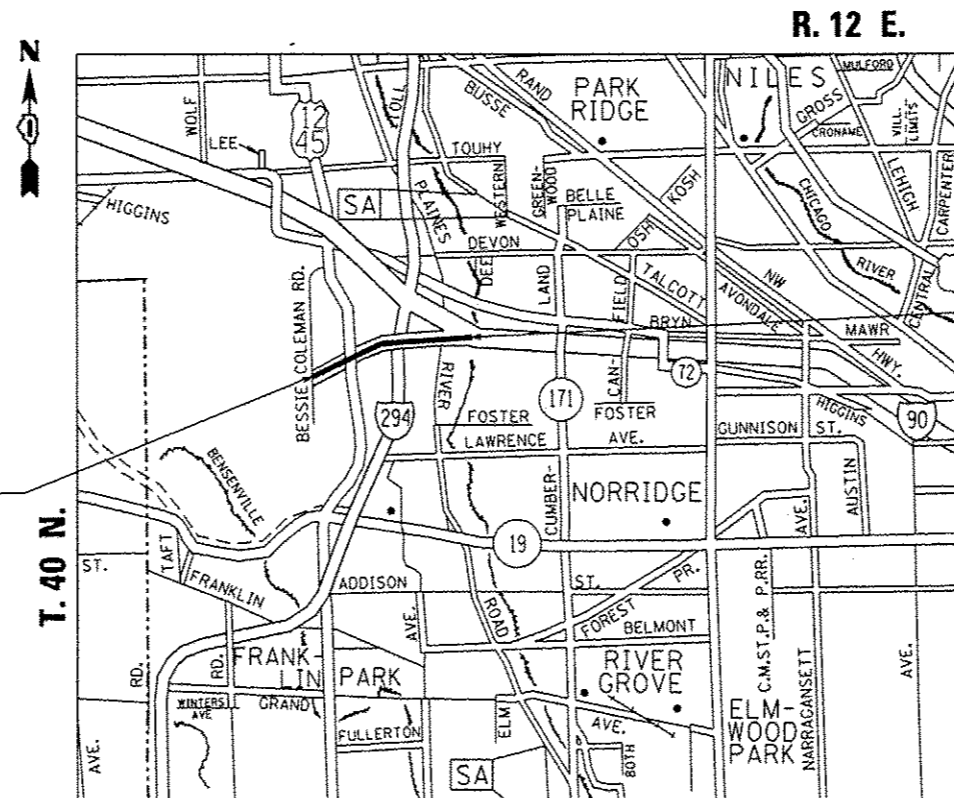 R. 12 E.
N
T. 40 N.
WOLF
12
45
LEE
TOLL
RAND
BUSSE
PARK
RIDGE
NILES
MULFORD
GROSS
CRONAME
VILL.
LIMITS
TOUHY
WESTERN
GREEN-
WOOD
BELLE
PLAINE
KOSH
OSH
LEHIGH
CARPENTER
CHICAGO
RIVER
HIGGINS
SA
PLAINES
DES
DEVON
LAND
FIELD
TALCOTT
NW
AVONDALE
CENTRAL
BESSIE COLEMAN RD.
BRYN
MAWR
HWY.
RIVER
CAN-
72
171
294
FOSTER
FOSTER
HIGGINS
90
LAWRENCE
AVE.
GUNNISON
ST.
BENSENVILLE
CUMBER-
NORRIDGE
AVE.
AUSTIN
19
ST.
TAFT
FRANKLIN
ADDISON
ST.
FOREST
PR.
ROAD
AVE.
BELMONT
C.M.ST.P.& P.RR.
RD.
RD.
FRANK-
LIN
PARK
RIVER
GROVE
AVE.
WINTERS
AVE
GRAND
ELM
AVE.
ELM-
WOOD
PARK
NARRAGANSETT
AVE.
FULLERTON
SA
80TH